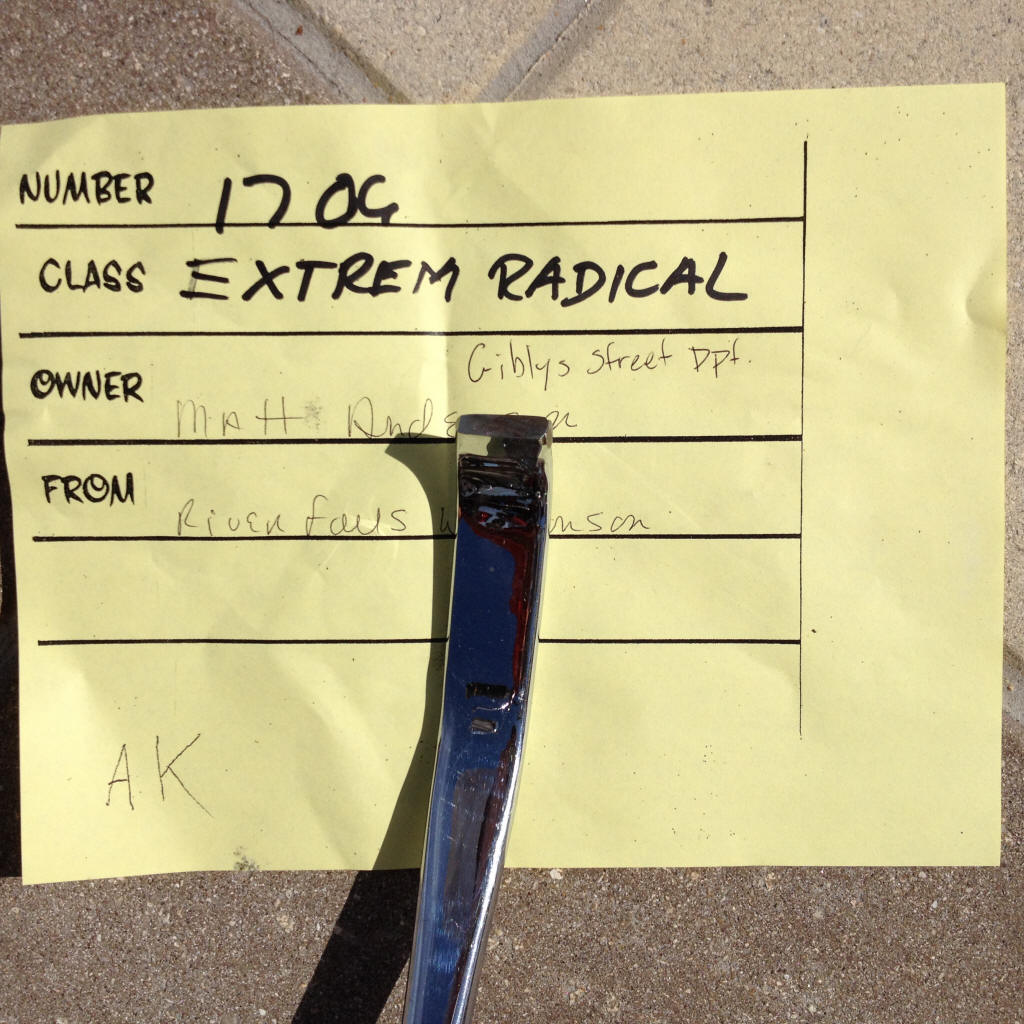 NUMBER 17 OG
CLASS EXTREM RADICAL
Giblys Street Dpt.
OWNER Matt
FROM River Falls
AK